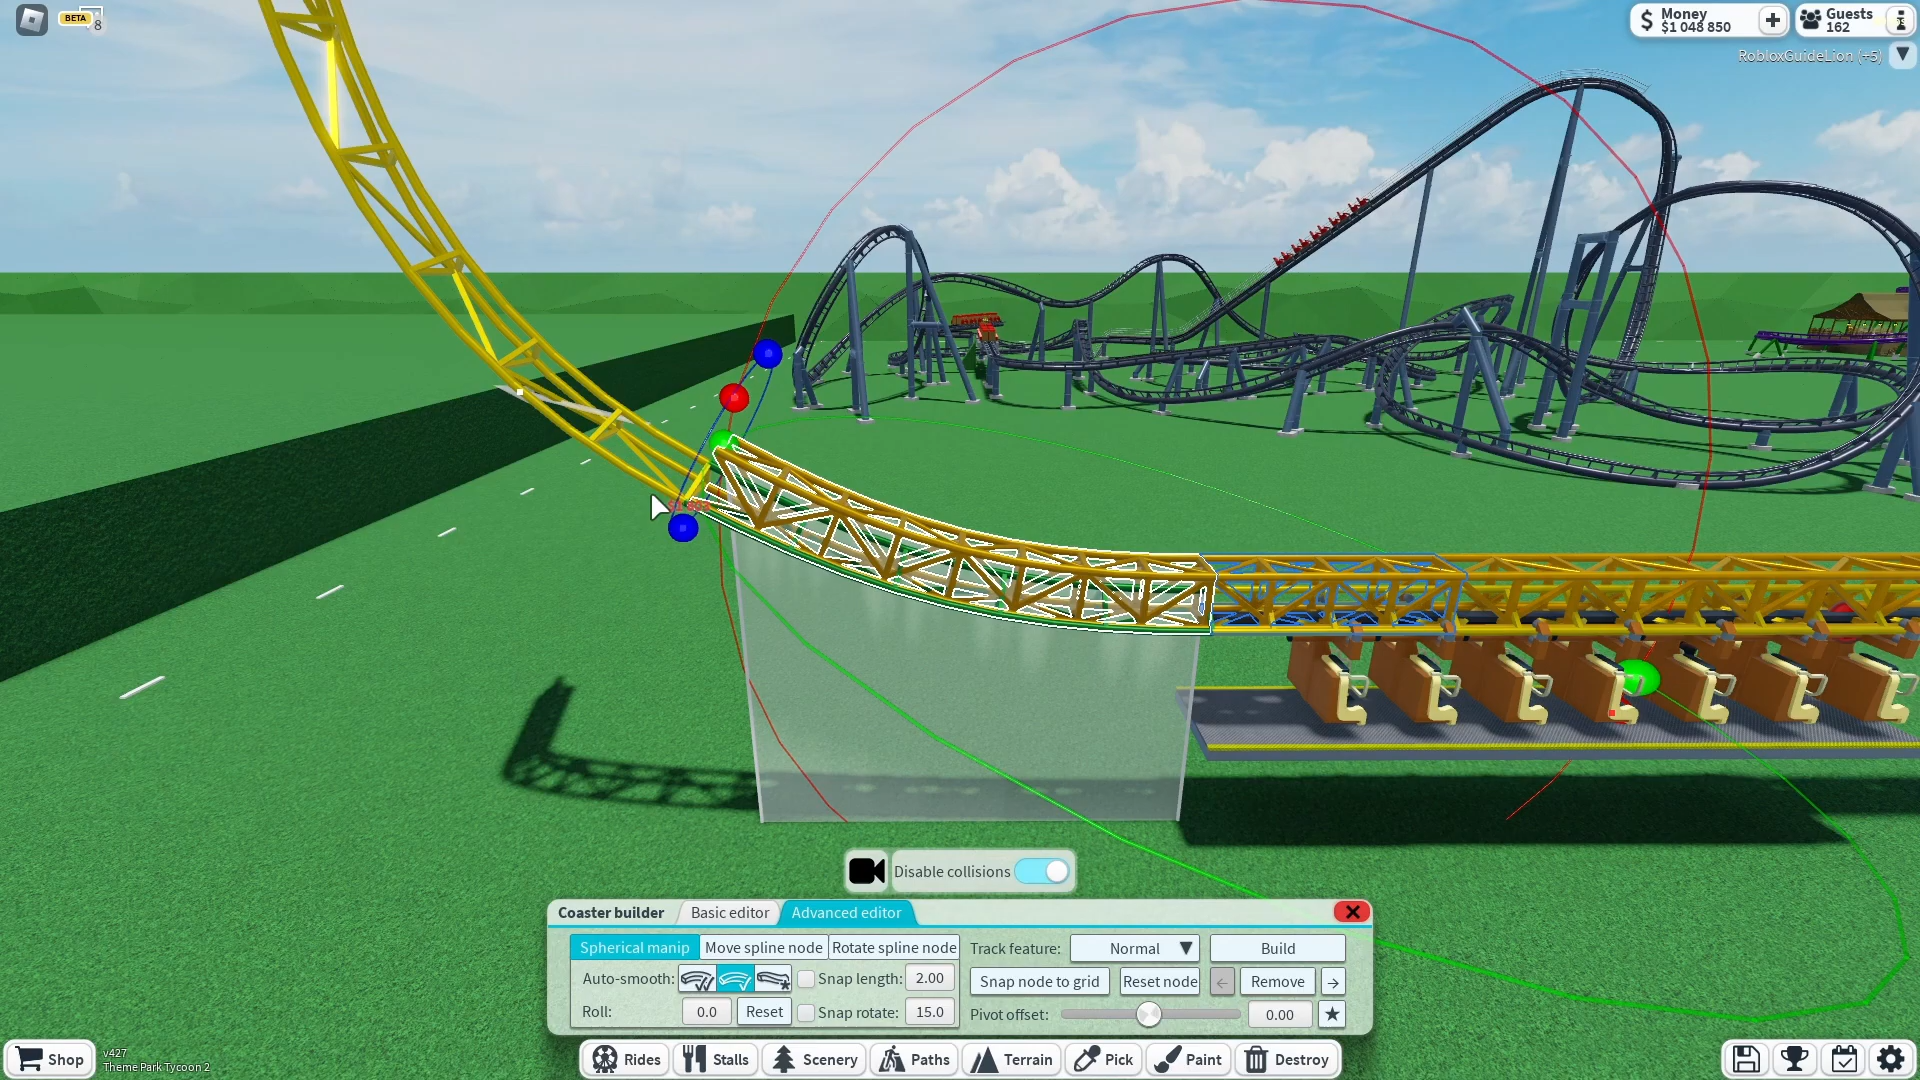 BETA
8
$ Money
$1 048 850
+
Guests
162
RobloxGuideLion (+5)
Disable collisions
Coaster builder
Basic editor
Advanced editor
Spherical manip
Move spline node
Rotate spline node
Track feature:
Normal
Build
Auto-smooth:
Snap length:
2.00
Snap node to grid
Reset node
Remove
Roll:
0.0
Reset
Snap rotate:
15.0
Pivot offset:
0.00
Shop
v427
Theme Park Tycoon 2
Rides
Stalls
Scenery
Paths
Terrain
Pick
Paint
Destroy